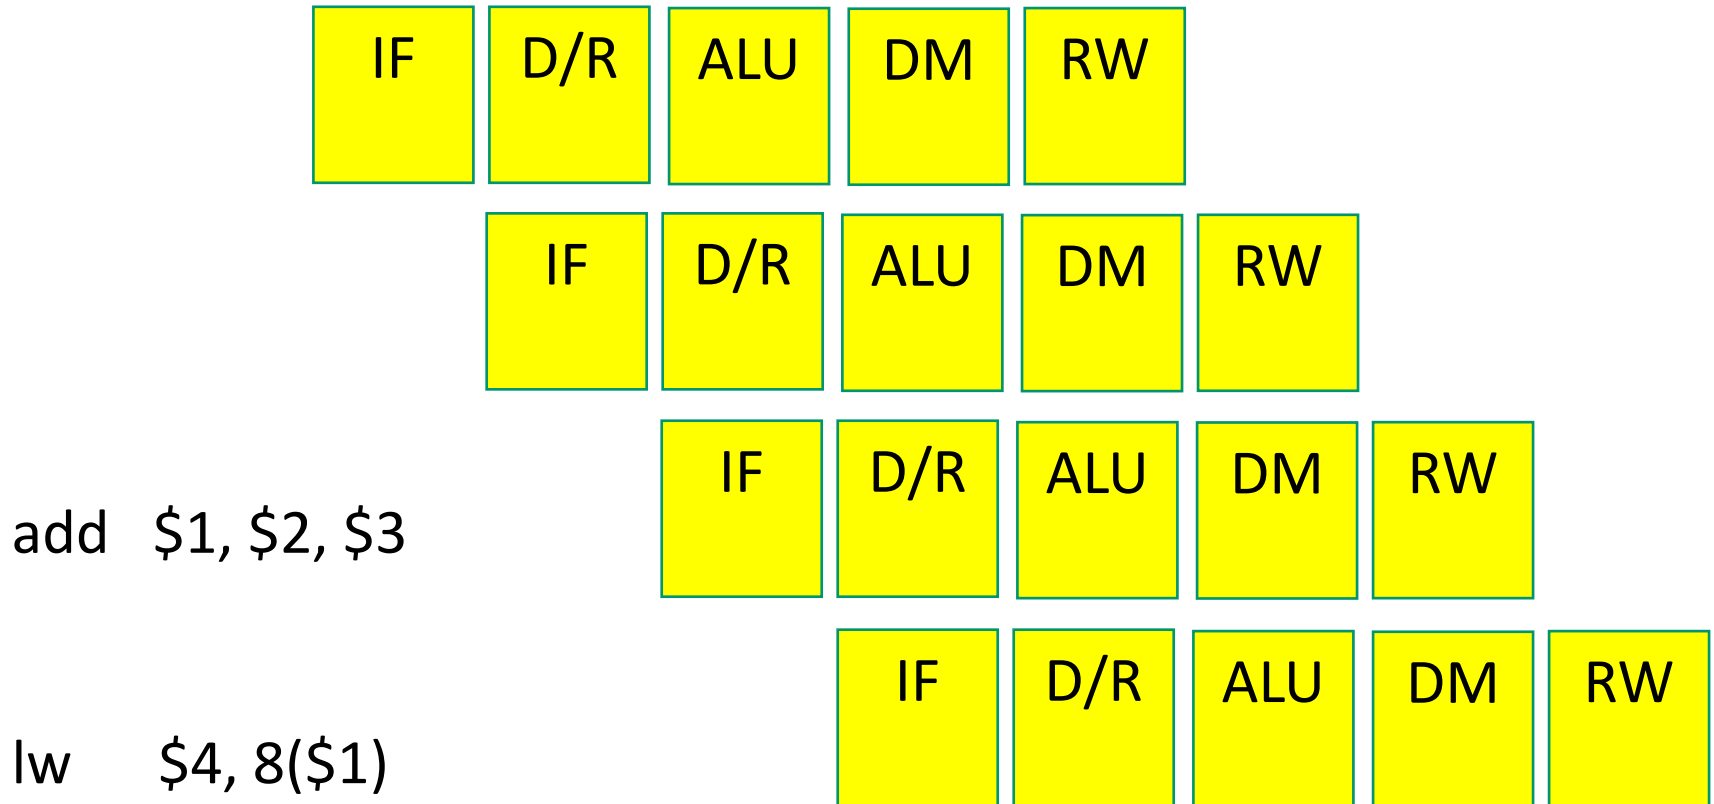 IF D/R ALU DM RW
IF D/R ALU DM RW
IF D/R ALU DM RW
add $1, $2, $3
IF D/R ALU DM RW
lw $4, 8($1)